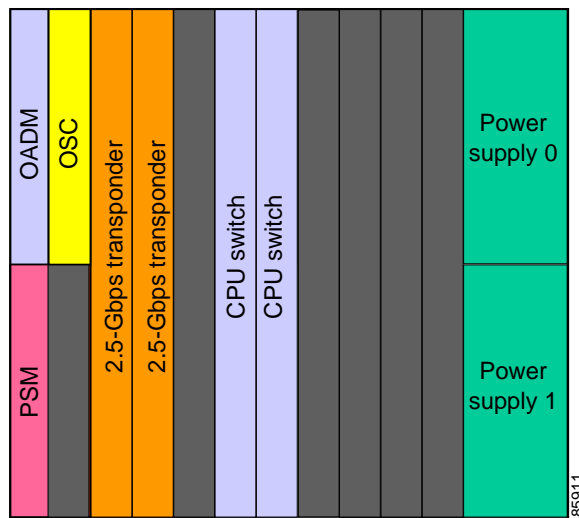 OADM
OSC
2.5-Gbps transponder
2.5-Gbps transponder
CPU switch
CPU switch
Power
supply 0
PSM
Power
supply 1
85911